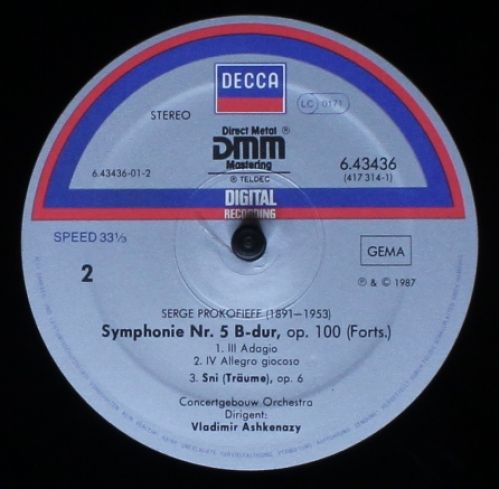 DECCA
LC 0171
STEREO
Direct Metal ®
DMM
Mastering
® TELDEC
6.43436-01-2
6.43436
(417 314-1)
DIGITAL
RECORDING
SPEED 33⅓
GEMA
2
℗ & © 1987
SERGE PROKOFIEFF (1891—1953)
Symphonie Nr. 5 B-dur, op. 100 (Forts.)
1. III Adagio
2. IV Allegro giocoso
3. Sni (Träume), op. 6
Concertgebouw Orchestra
Dirigent:
Vladimir Ashkenazy